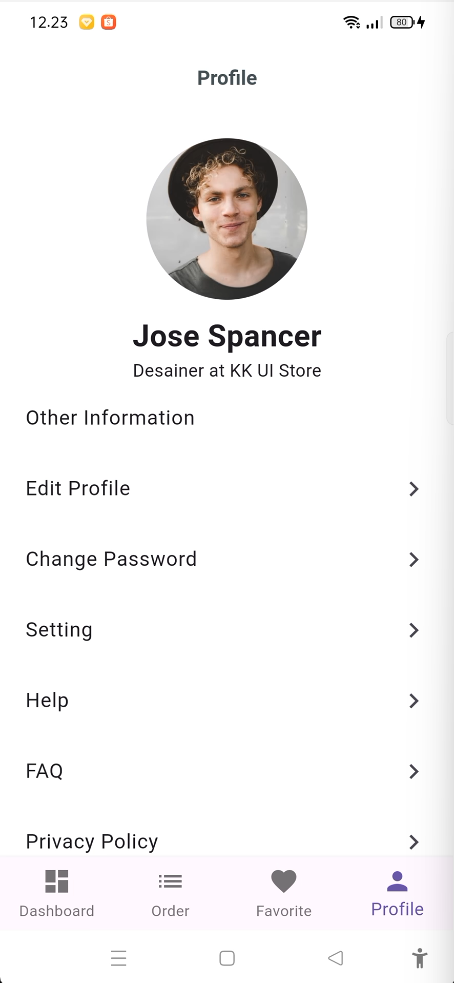 12.23
80
Profile
Jose Spancer
Desainer at KK UI Store
Other Information
Edit Profile
Change Password
Setting
Help
FAQ
Privacy Policy
Dashboard
Order
Favorite
Profile